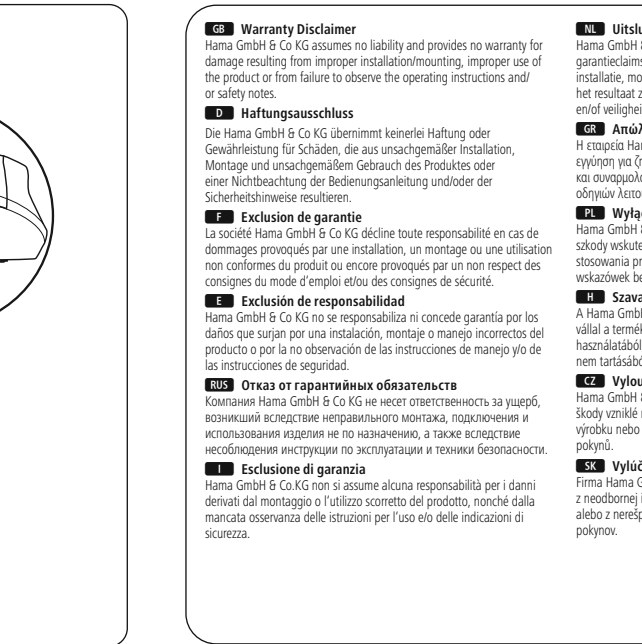 GB Warranty Disclaimer
Hama GmbH & Co KG assumes no liability and provides no warranty for
damage resulting from improper installation/mounting, improper use of
the product or from failure to observe the operating instructions and/
or safety notes.
D Haftungsausschluss
Die Hama GmbH & Co KG übernimmt keinerlei Haftung oder
Gewährleistung für Schäden, die aus unsachgemäßer Installation,
Montage und unsachgemäßem Gebrauch des Produktes oder
einer Nichtbeachtung der Bedienungsanleitung und/oder der
Sicherheitshinweise resultieren.
F Exclusion de garantie
La société Hama GmbH & Co KG décline toute responsabilité en cas de
dommages provoqués par une installation, un montage ou une utilisation
non conformes du produit ou encore provoqués par un non respect des
consignes du mode d'emploi et/ou des consignes de sécurité.
E Exclusión de responsabilidad
Hama GmbH & Co KG no se responsabiliza ni concede garantía por los
daños que surjan por una instalación, montaje o manejo incorrectos del
producto o por la no observación de las instrucciones de manejo y/o de
las instrucciones de seguridad.
RUS Отказ от гарантийных обязательств
Компания Hama GmbH & Co KG не несет ответственность за ущерб,
возникший вследствие неправильного монтажа, подключения и
использования изделия не по назначению, а также вследствие
несоблюдения инструкции по эксплуатации и техники безопасности.
I Esclusione di garanzia
Hama GmbH & Co.KG non si assume alcuna responsabilità per i danni
derivati dal montaggio o l'utilizzo scorretto del prodotto, nonché dalla
mancata osservanza delle istruzioni per l'uso e/o delle indicazioni di
sicurezza.
NL
Hama GmbH
garantieclaims
installatie,
het resultaat
en/of
GR
Η εταιρεία
εγγύηση για
και
οδηγιών
PL
Hama GmbH
szkody
stosowania
wskazówek
H
A Hama
vállal a
használatából
nem
CZ
Hama GmbH
škody vzniklé
výrobku nebo
pokynů.
SK
Firma Hama
z neodbornej
alebo z
pokynov.